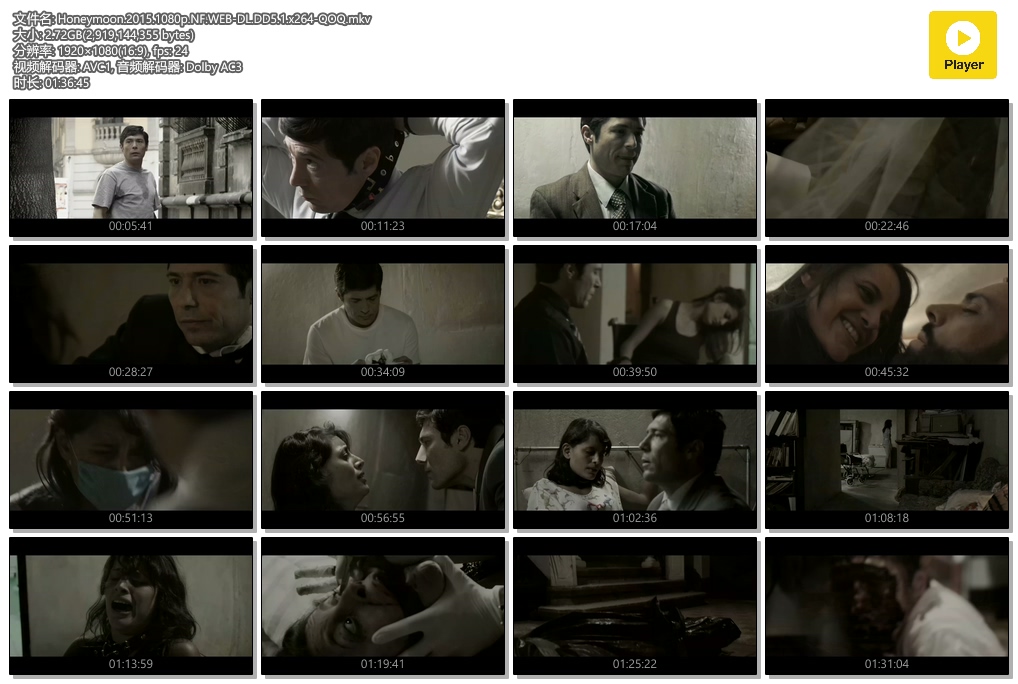 文件名: Honeymoon.2015.1080p.NF.WEB-DL.DD5.1.x264-QOQ.mkv
大小: 2.72GB(2,919,144,355 bytes)
分辨率: 1920×1080(16:9), fps: 24
视频解码器: AVC1, 音频解码器: Dolby AC3
时长: 01:36:45
Player
00:05:41
00:11:23
00:17:04
00:22:46
00:28:27
00:34:09
00:39:50
00:45:32
00:51:13
00:56:55
01:02:36
01:08:18
01:13:59
01:19:41
01:25:22
01:31:04